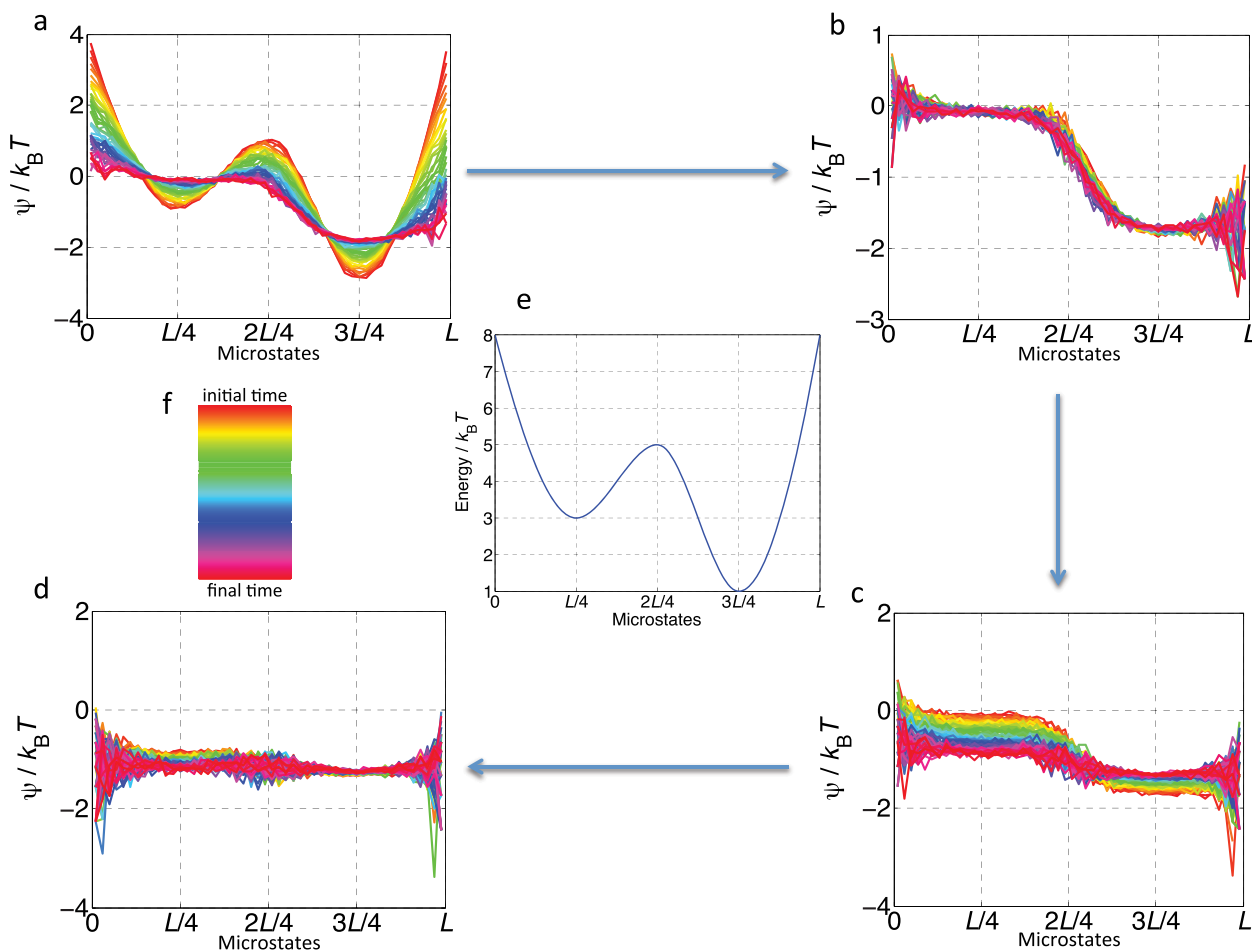 a
4
2
0
−2
−4
ψ / kBT
0
L/4
2L/4
3L/4
L
Microstates
b
1
0
−1
−2
−3
ψ / kBT
0
L/4
2L/4
3L/4
L
Microstates
e
8
7
6
5
4
3
2
1
Energy / kBT
0
L/4
2L/4
3L/4
L
Microstates
f
initial time
final time
d
2
0
−2
−4
ψ / kBT
0
L/4
2L/4
3L/4
L
Microstates
c
2
0
−2
−4
ψ / kBT
0
L/4
2L/4
3L/4
L
Microstates